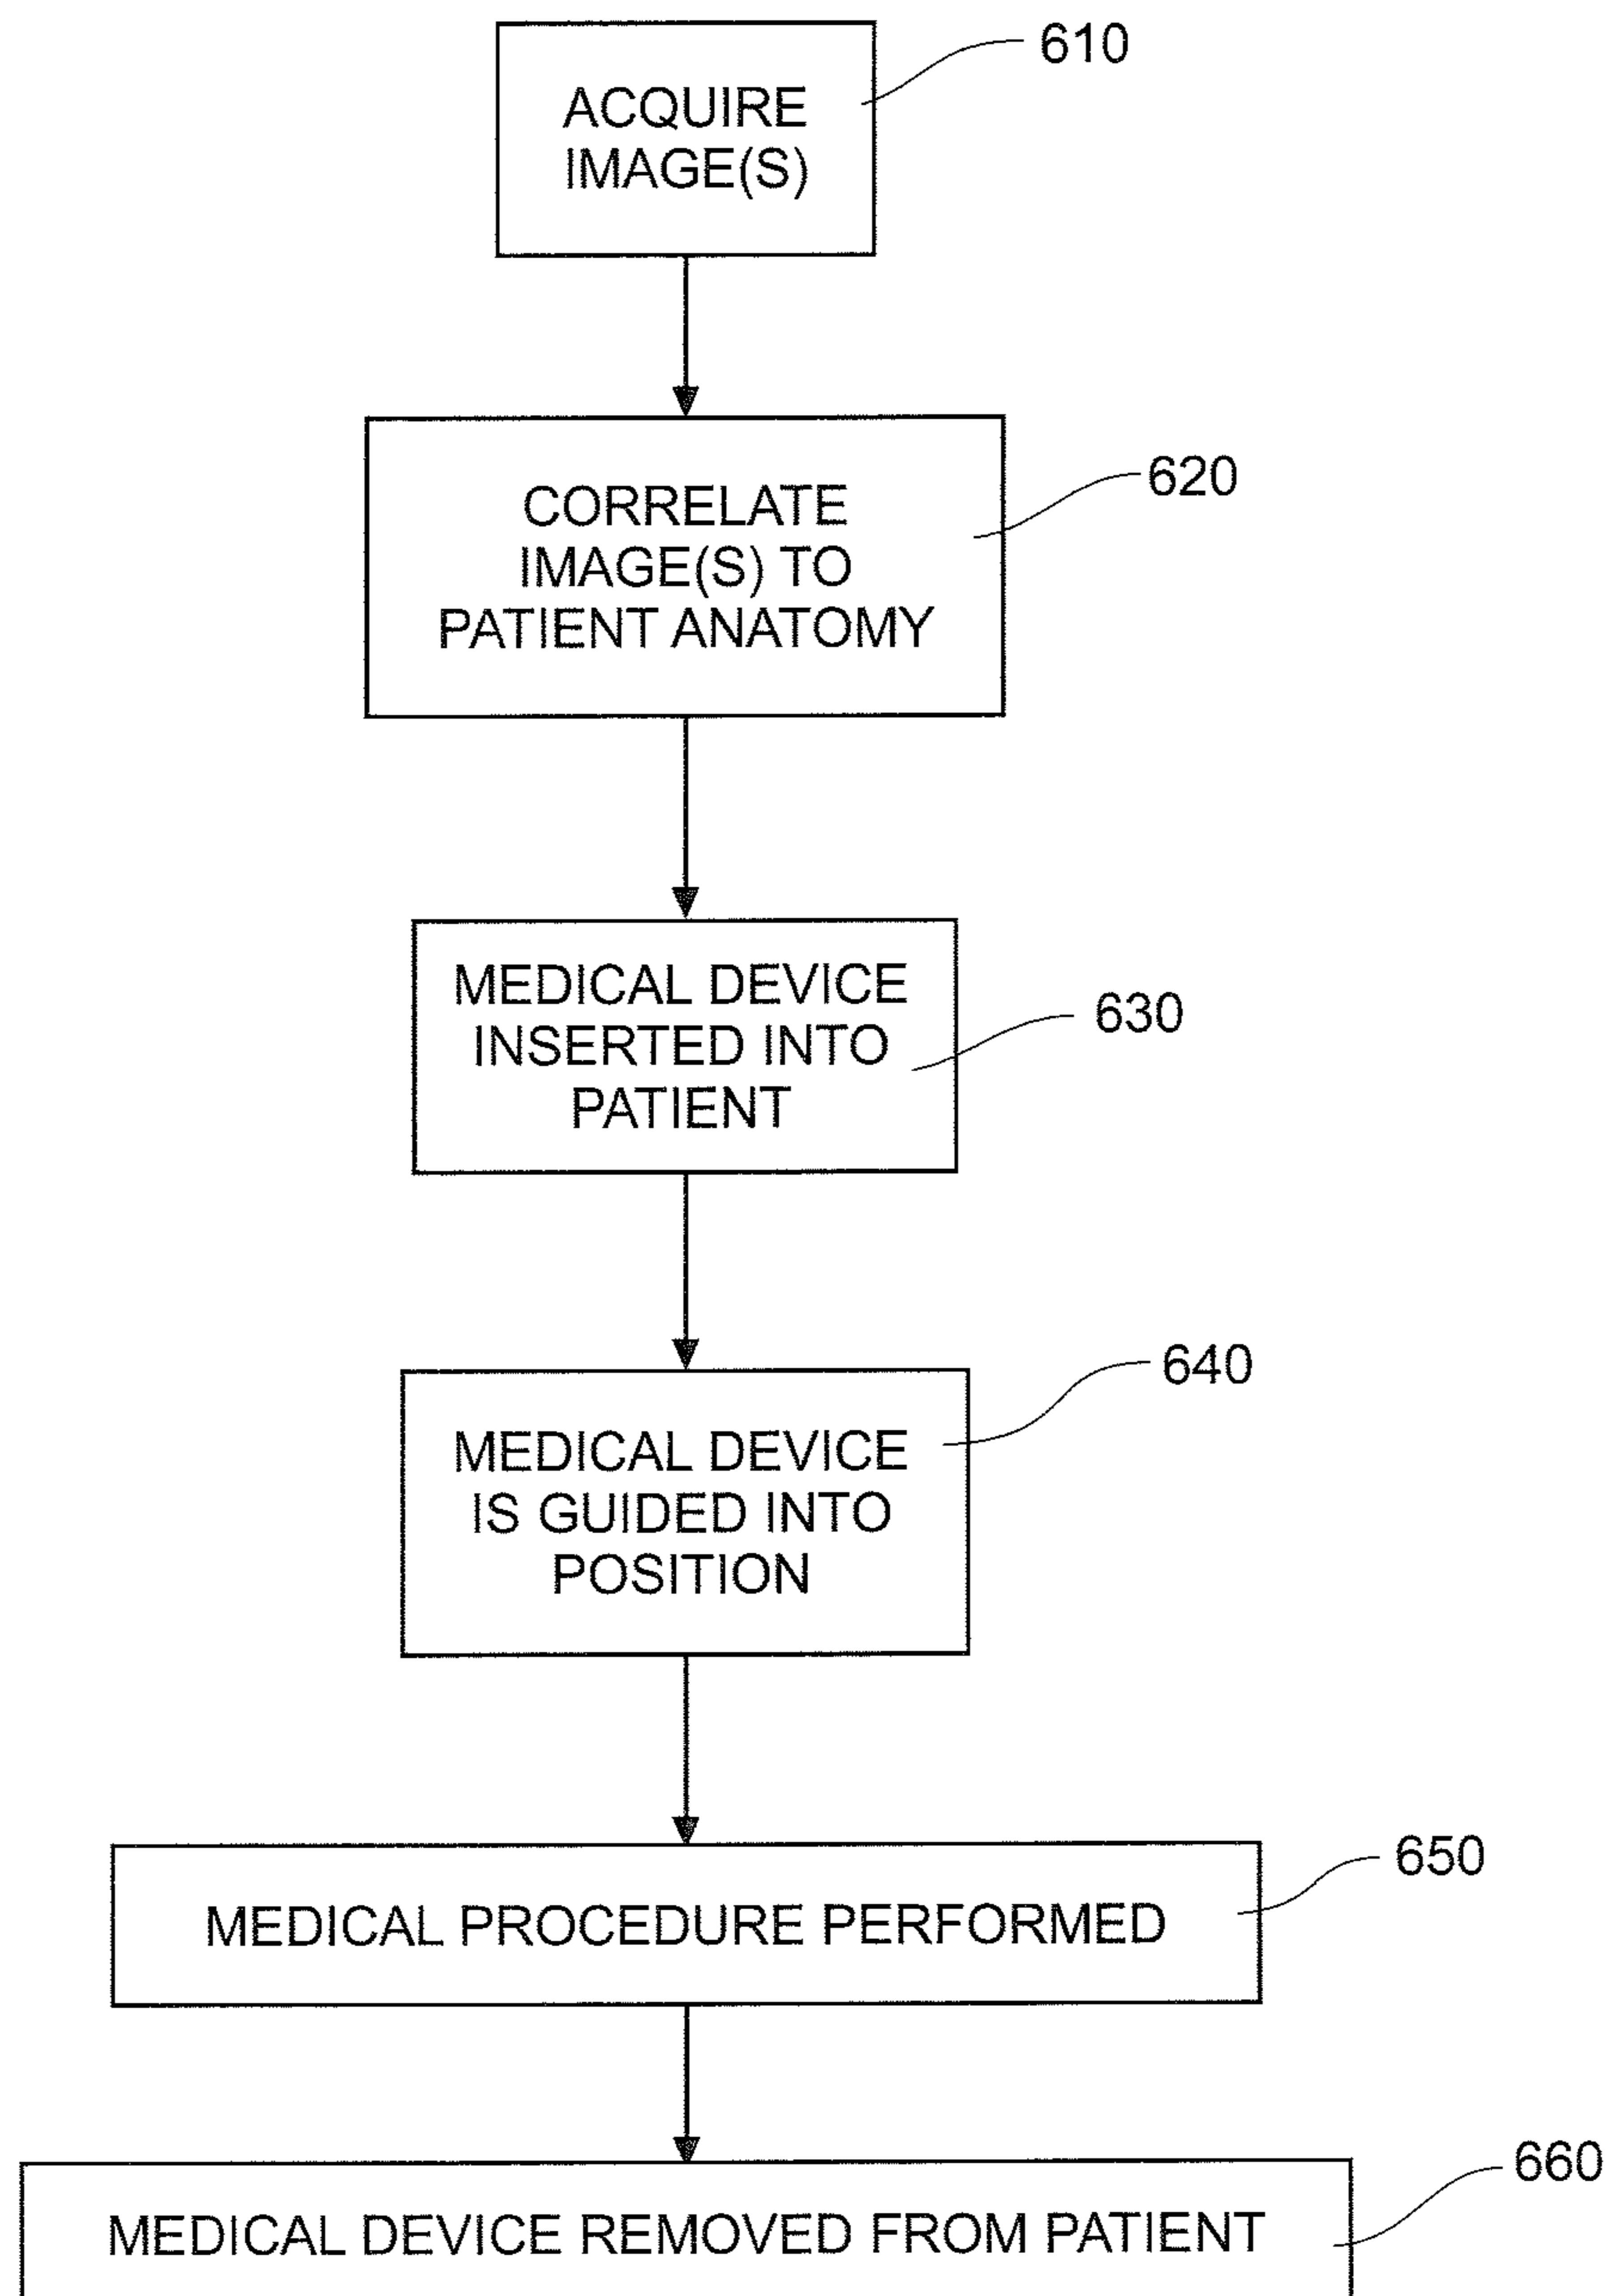 610
ACQUIRE
IMAGE(S)
620
CORRELATE
IMAGE(S) TO
PATIENT ANATOMY
630
MEDICAL DEVICE
INSERTED INTO
PATIENT
640
MEDICAL DEVICE
IS GUIDED INTO
POSITION
650
MEDICAL PROCEDURE PERFORMED
660
MEDICAL DEVICE REMOVED FROM PATIENT